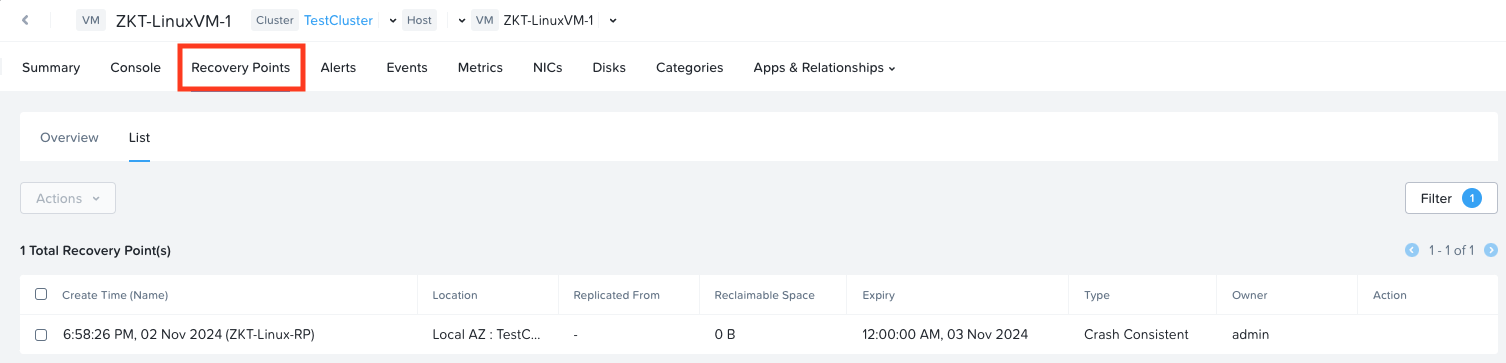 VM ZKT-LinuxVM-1 Cluster TestCluster Host VM ZKT-LinuxVM-1
Summary Console Recovery Points Alerts Events Metrics NICs Disks Categories Apps & Relationships
Overview List
Actions Filter 1
1 Total Recovery Point(s) 1 - 1 of 1
Create Time (Name) Location Replicated From Reclaimable Space Expiry Type Owner Action
6:58:26 PM, 02 Nov 2024 (ZKT-Linux-RP) Local AZ : TestC... - 0 B 12:00:00 AM, 03 Nov 2024 Crash Consistent admin